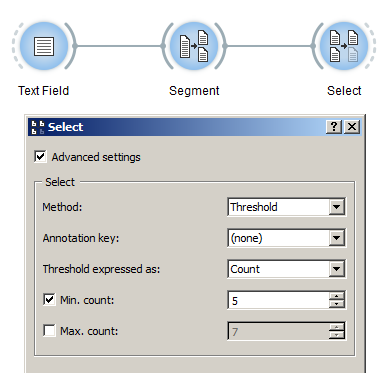 Text Field
Segment
Select
Select
Advanced settings
Select
Method: Threshold
Annotation key: (none)
Threshold expressed as: Count
Min. count: 5
Max. count: 7